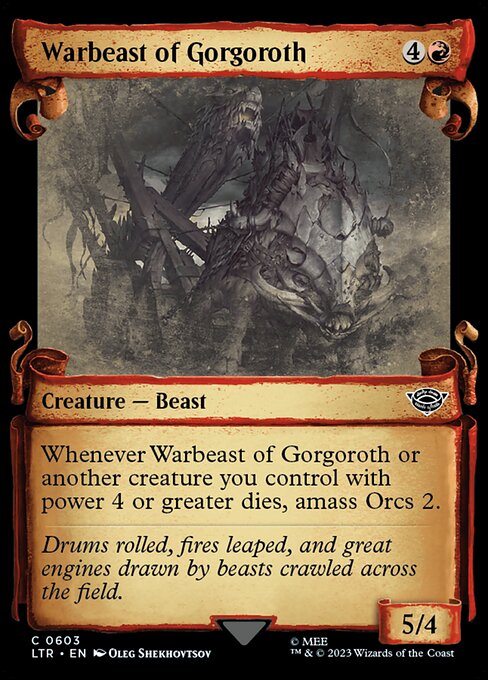 Warbeast of Gorgoroth 4
Creature — Beast
Whenever Warbeast of Gorgoroth or
another creature you control with
power 4 or greater dies, amass Orcs 2.
Drums rolled, fires leaped, and great
engines drawn by beasts crawled across
the field.
5/4
C 0603
LTR • EN Oleg Shekhovtsov
© MEE
™ & © 2023 Wizards of the Coast